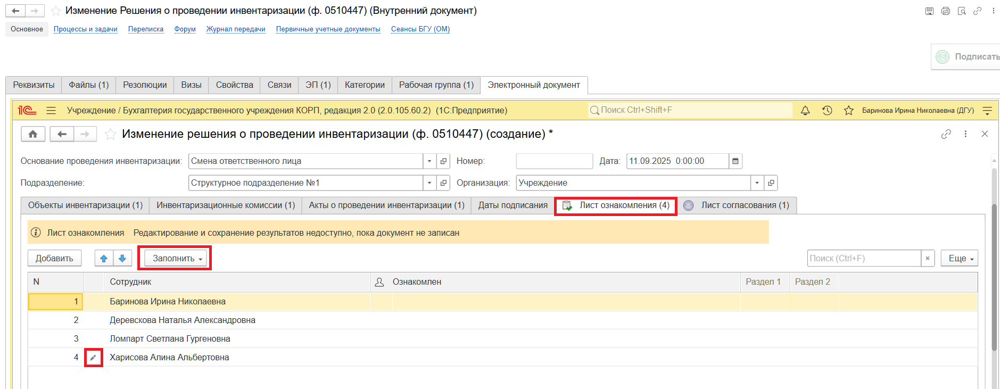 Изменение Решения о проведении инвентаризации (ф. 0510447) (Внутренний документ)
Основное Процессы и задачи Переписка Форум Журнал передачи Первичные учетные документы Сеансы БГУ (ОМ)
Подписать
Реквизиты Файлы (1) Резолюции Визы Свойства Связи ЭП (1) Категории Рабочая группа (1) Электронный документ
1С Учреждение / Бухгалтерия государственного учреждения КОРП, редакция 2.0 (2.0.105.60.2) (1С:Предприятие) Поиск Ctrl+Shift+F Баринова Ирина Николаевна (ДГУ)
Изменение решения о проведении инвентаризации (ф. 0510447) (создание) *
Основание проведения инвентаризации: Смена ответственного лица Номер: Дата: 11.09.2025 0:00:00
Подразделение: Структурное подразделение №1 Организация: Учреждение
Объекты инвентаризации (1) Инвентаризационные комиссии (1) Акты о проведении инвентаризации (1) Даты подписания Лист ознакомления (4) Лист согласования (1)
Лист ознакомления Редактирование и сохранение результатов недоступно, пока документ не записан
Добавить Заполнить Поиск (Ctrl+F) × Еще
N Сотрудник Ознакомлен Раздел 1 Раздел 2
1 Баринова Ирина Николаевна
2 Деревскова Наталья Александровна
3 Ломпарт Светлана Гургеновна
4 Харисова Алина Альбертовна